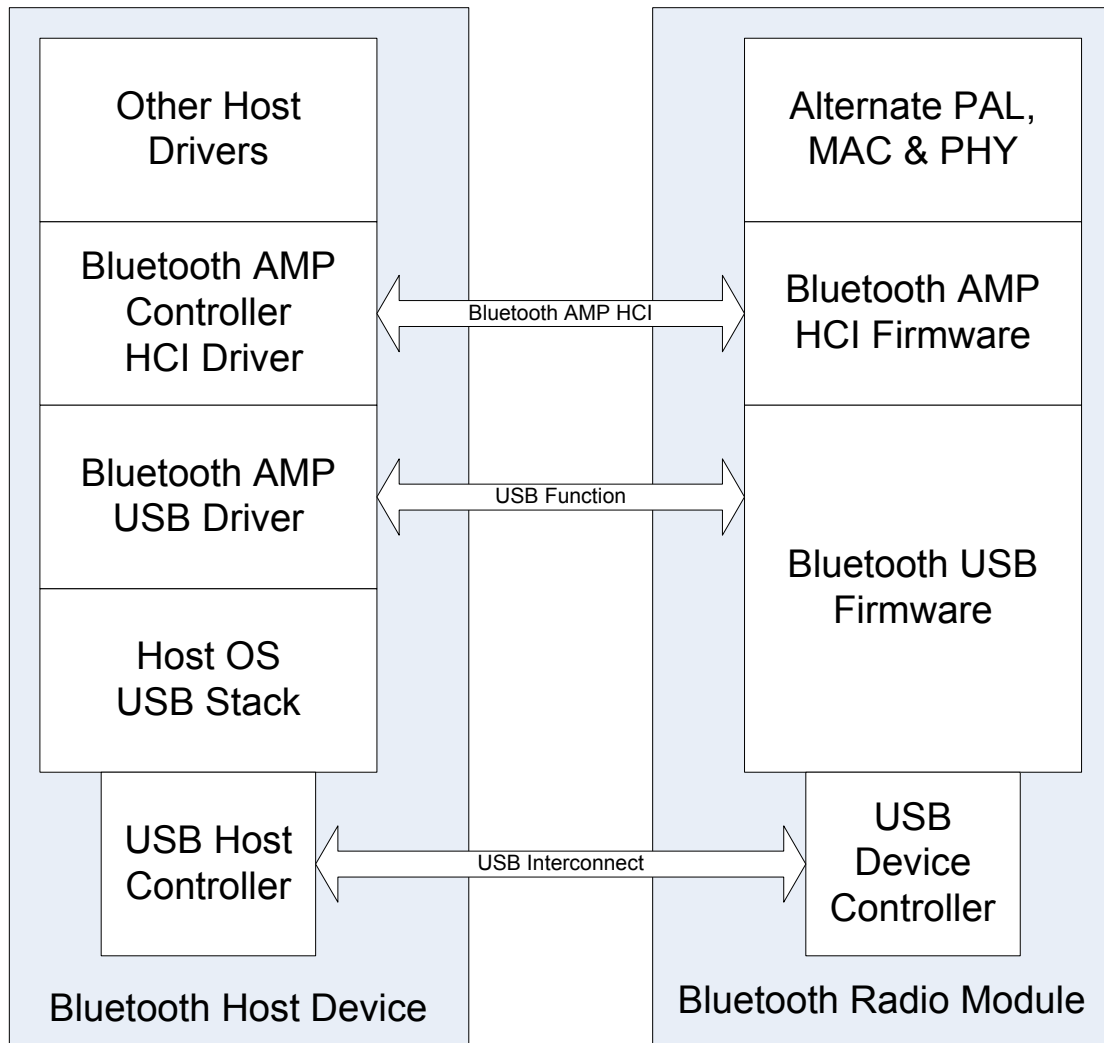 Other Host
Drivers
Bluetooth AMP
Controller
HCI Driver
Bluetooth AMP
USB Driver
Host OS
USB Stack
USB Host
Controller
Bluetooth Host Device
Bluetooth AMP HCI
USB Function
USB Interconnect
Alternate PAL,
MAC & PHY
Bluetooth AMP
HCI Firmware
Bluetooth USB
Firmware
USB
Device
Controller
Bluetooth Radio Module